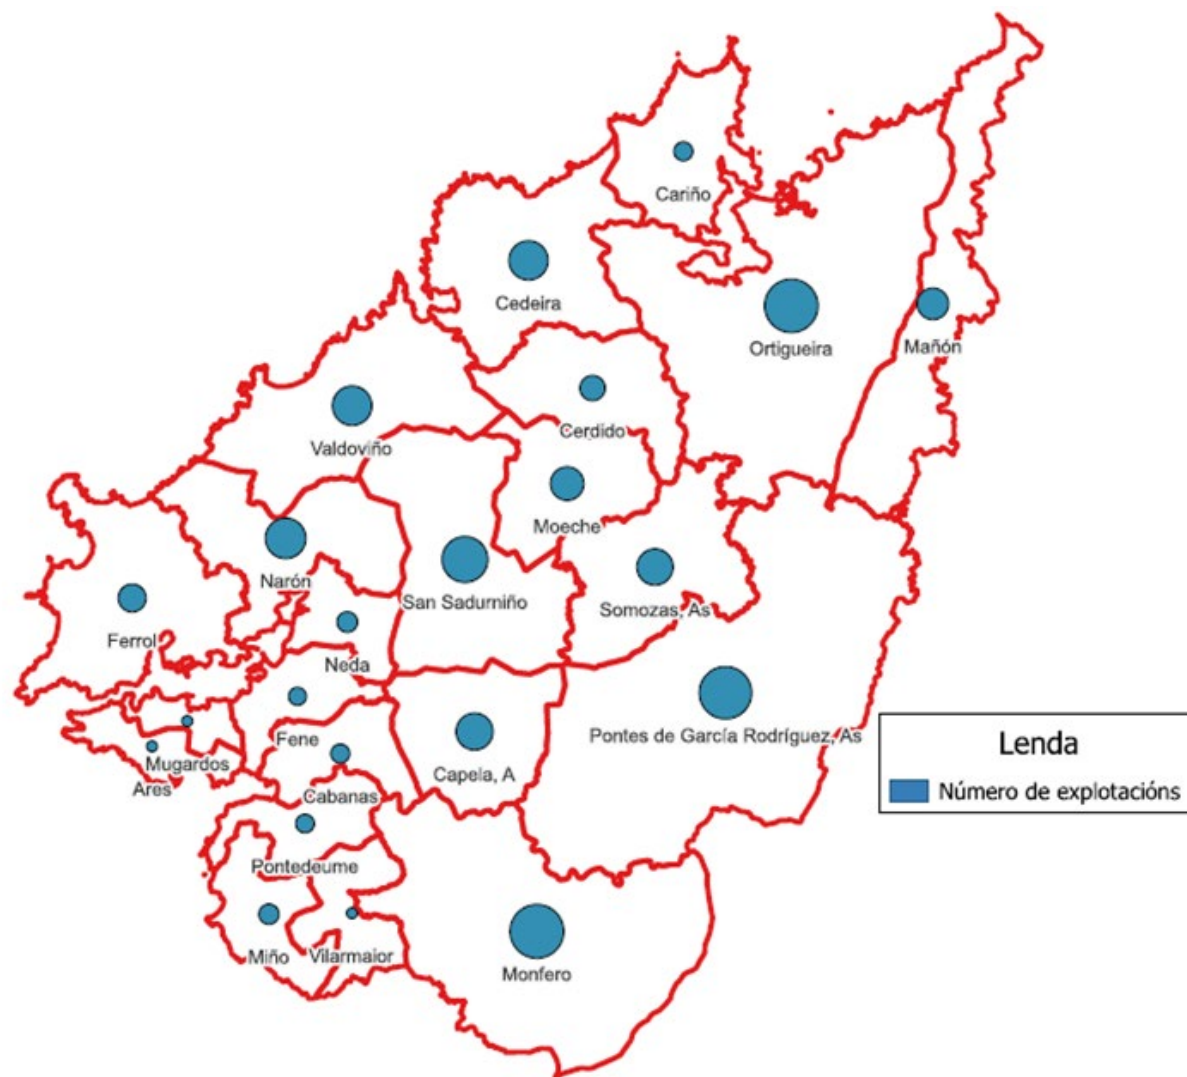 Cariño
Cedeira
Ortigueira
Mañón
Valdoviño
Cerdido
Moeche
Narón
San Sadurniño
Somozas, As
Ferrol
Neda
Fene
Pontes de García Rodríguez, As
Mugardos
Ares
Capela, A
Cabanas
Lenda
Número de explotacións
Pontedeume
Miño
Vilarmaior
Monfero